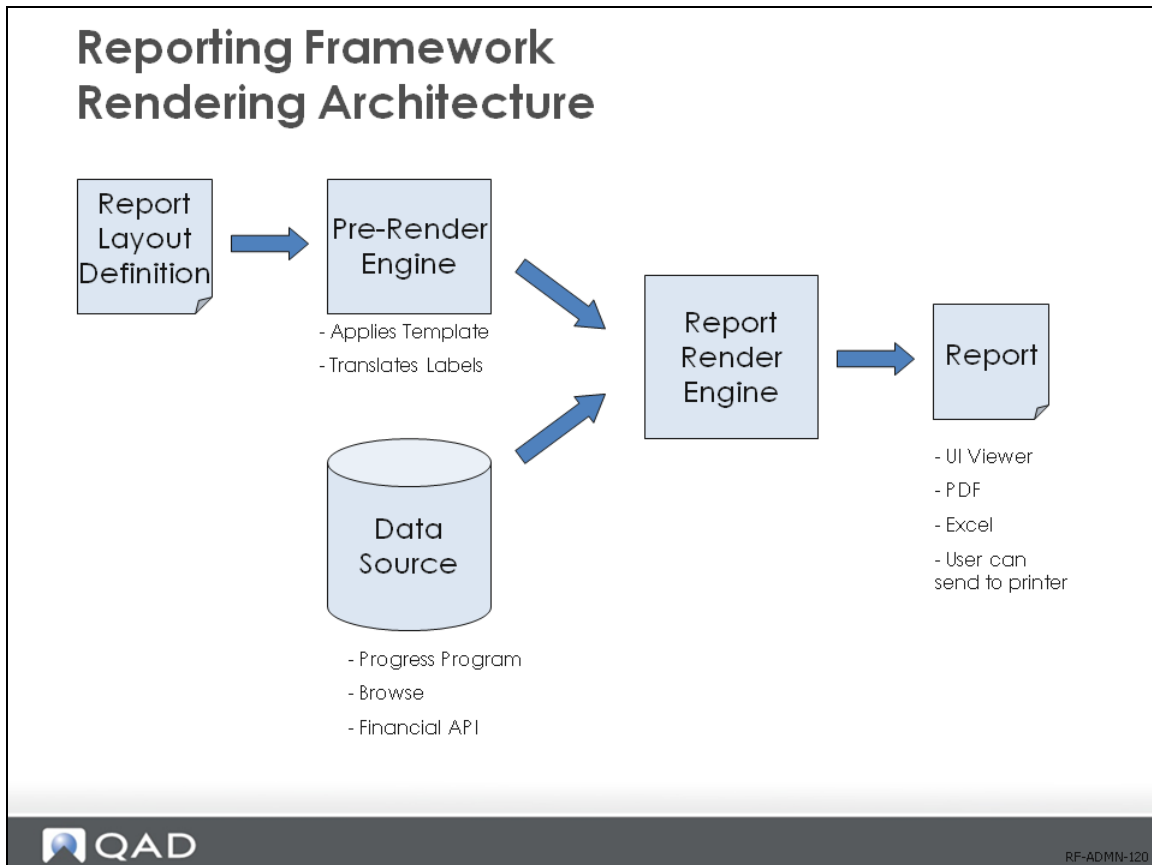 Reporting Framework
Rendering Architecture
Report
Layout
Definition
Pre-Render
Engine
- Applies Template
- Translates Labels
Data
Source
- Progress Program
- Browse
- Financial API
Report
Render
Engine
Report
- UI Viewer
- PDF
- Excel
- User can
send to printer
QAD
RF-ADMN-120